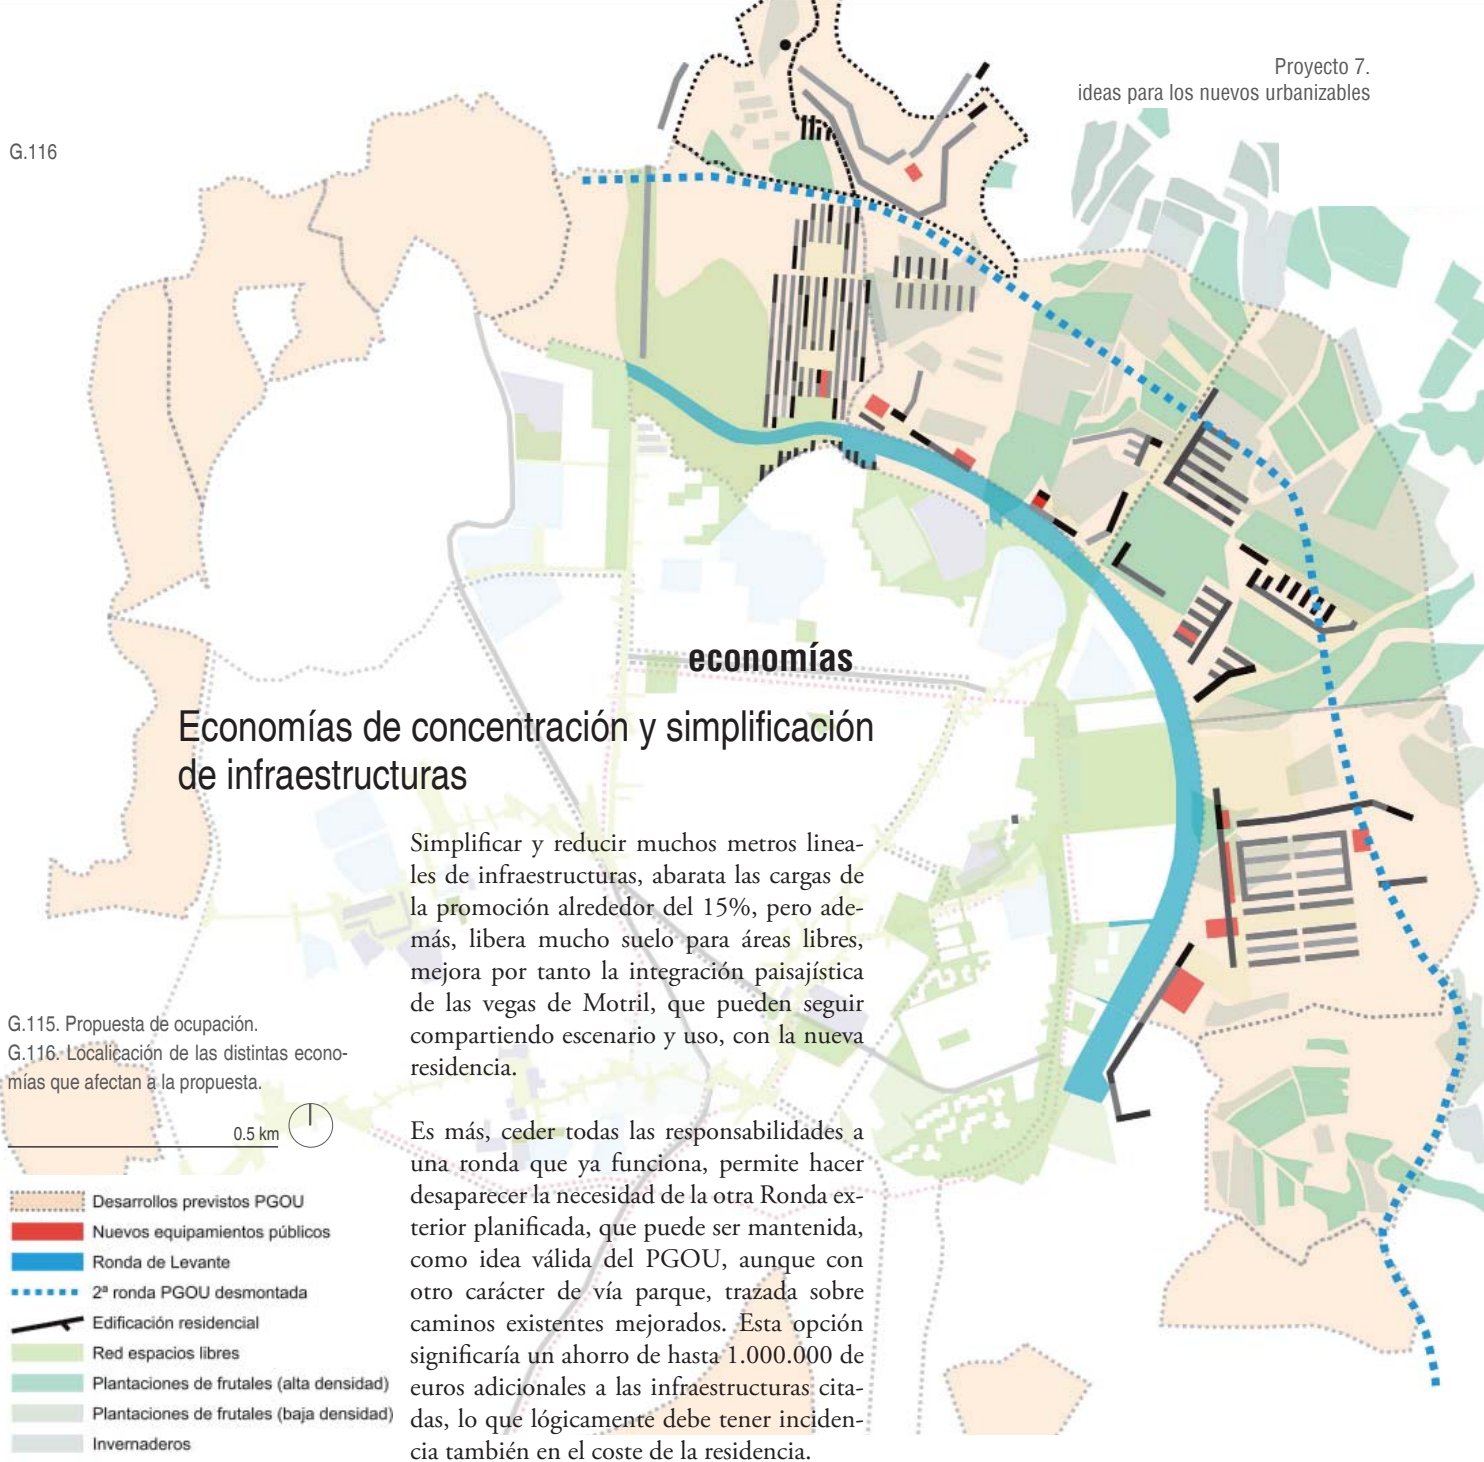 Proyecto 7.
ideas para los nuevos urbanizables
G.116
economías
Economías de concentración y simplificación
de infraestructuras
Simplificar y reducir muchos metros linea-
les de infraestructuras, abarata las cargas de
la promoción alrededor del 15%, pero ade-
más, libera mucho suelo para áreas libres,
mejora por tanto la integración paisajística
de las vegas de Motril, que pueden seguir
compartiendo escenario y uso, con la nueva
residencia.
Es más, ceder todas las responsabilidades a
una ronda que ya funciona, permite hacer
desaparecer la necesidad de la otra Ronda ex-
terior planificada, que puede ser mantenida,
como idea válida del PGOU, aunque con
otro carácter de vía parque, trazada sobre
caminos existentes mejorados. Esta opción
significaría un ahorro de hasta 1.000.000 de
euros adicionales a las infraestructuras cita-
das, lo que lógicamente debe tener inciden-
cia también en el coste de la residencia.
G.115. Propuesta de ocupación.
G.116. Localicación de las distintas econo-
mías que afectan a la propuesta.
0.5 km
Desarrollos previstos PGOU
Nuevos equipamientos públicos
Ronda de Levante
2ª ronda PGOU desmontada
Edificación residencial
Red espacios libres
Plantaciones de frutales (alta densidad)
Plantaciones de frutales (baja densidad)
Invernaderos